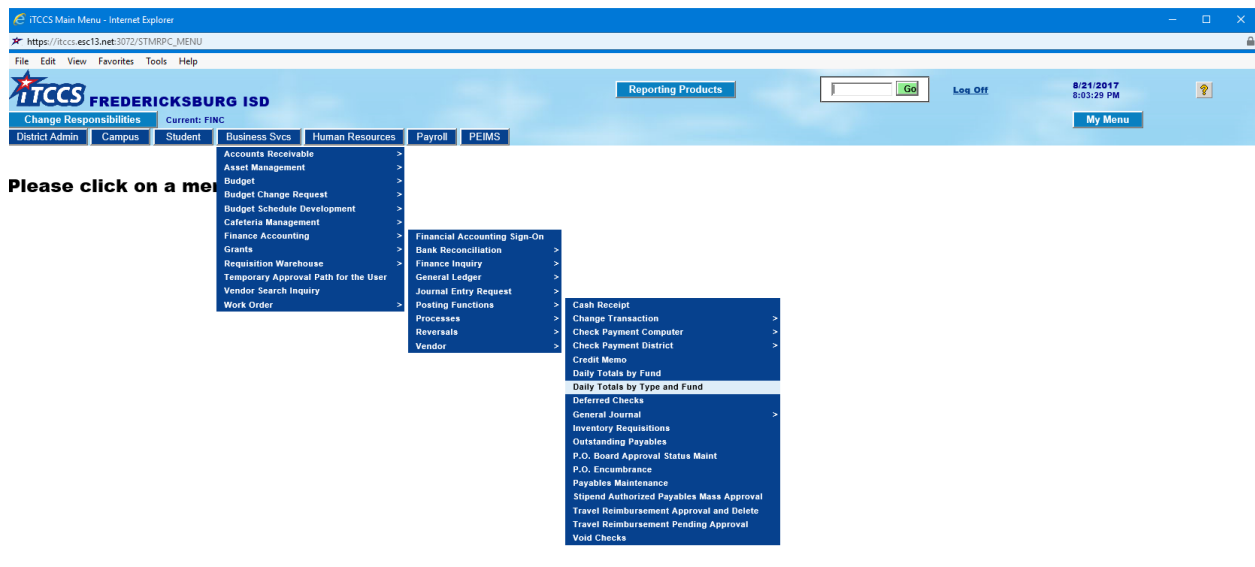 iTCCS Main Menu - Internet Explorer
https://itccs.esc13.net:3072/STMRPC_MENU
File Edit View Favorites Tools Help
iTCCS FREDERICKSBURG ISD
Reporting Products
Go
Log Off
8/21/2017
8:03:29 PM
?
Change Responsibilities Current: FINC
My Menu
District Admin Campus Student Business Svcs Human Resources Payroll PEIMS
Please click on a me
Accounts Receivable >
Asset Management >
Budget >
Budget Change Request >
Budget Schedule Development >
Cafeteria Management >
Finance Accounting >
Grants >
Requisition Warehouse >
Temporary Approval Path for the User
Vendor Search Inquiry
Work Order >
Financial Accounting Sign-On
Bank Reconciliation >
Finance Inquiry >
General Ledger >
Journal Entry Request >
Posting Functions >
Processes >
Reversals >
Vendor >
Cash Receipt
Change Transaction >
Check Payment Computer >
Check Payment District >
Credit Memo
Daily Totals by Fund
Daily Totals by Type and Fund
Deferred Checks
General Journal >
Inventory Requisitions
Outstanding Payables
P.O. Board Approval Status Maint
P.O. Encumbrance
Payables Maintenance
Stipend Authorized Payables Mass Approval
Travel Reimbursement Approval and Delete
Travel Reimbursement Pending Approval
Void Checks